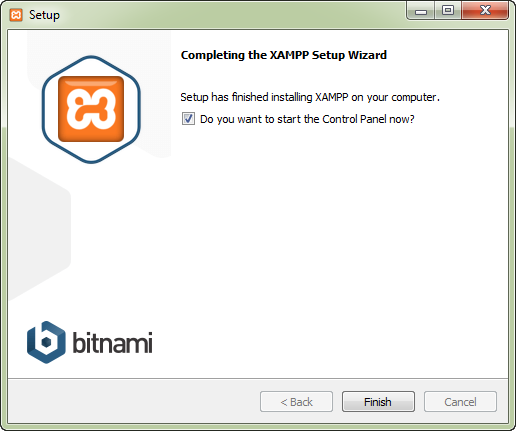 Setup
Completing the XAMPP Setup Wizard
Setup has finished installing XAMPP on your computer.
Do you want to start the Control Panel now?
bitnami
< Back
Finish
Cancel